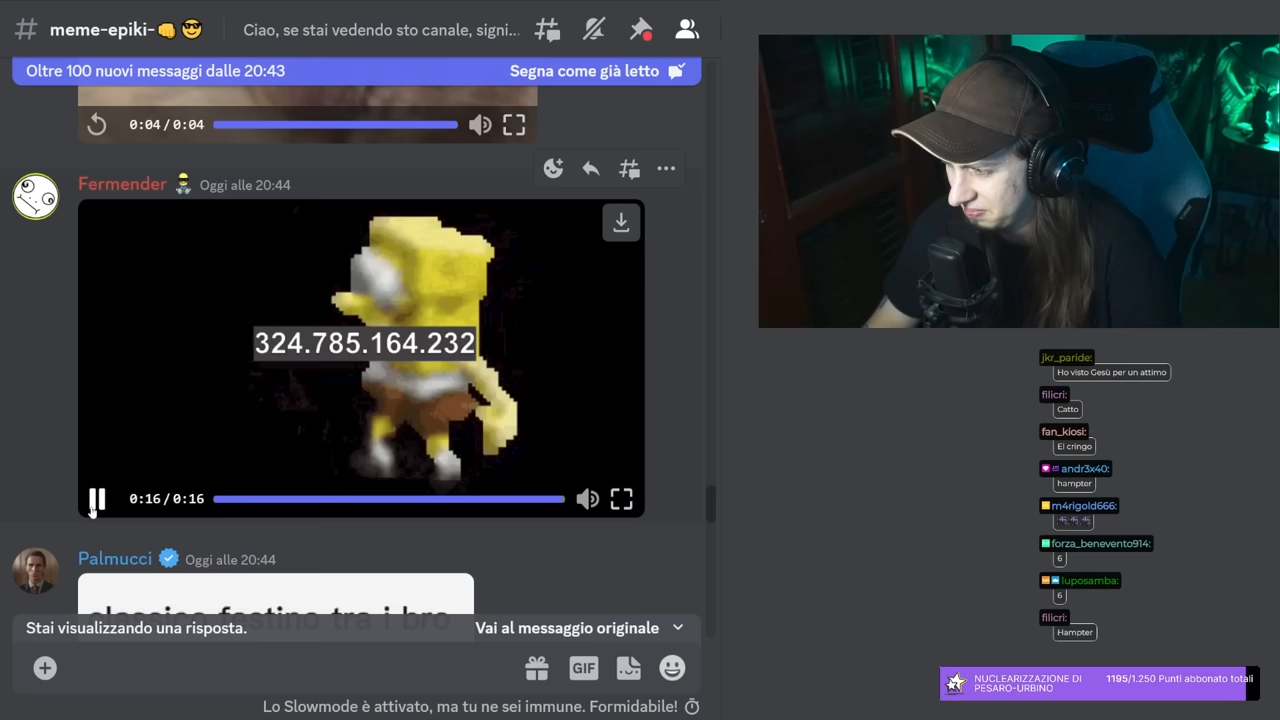 meme-epiki-👊😎
Ciao, se stai vedendo sto canale, signi...
Oltre 100 nuovi messaggi dalle 20:43
Segna come già letto
0:04/0:04
Fermender Oggi alle 20:44
324.785.164.232
0:16/0:16
Palmucci Oggi alle 20:44
classico festino tra i bro
Stai visualizzando una risposta.
Vai al messaggio originale
GIF
Lo Slowmode è attivato, ma tu ne sei immune. Formidabile!
jkr_paride:
Ho visto Gesù per un attimo
filicri:
Catto
fan_kiosi:
El cringo
andr3x40:
hampter
m4rigold666:
forza_benevento914:
6
luposamba:
6
filicri:
Hampter
NUCLEARIZZAZIONE DI
PESARO-URBINO
1195/1.250 Punti abbonato totali